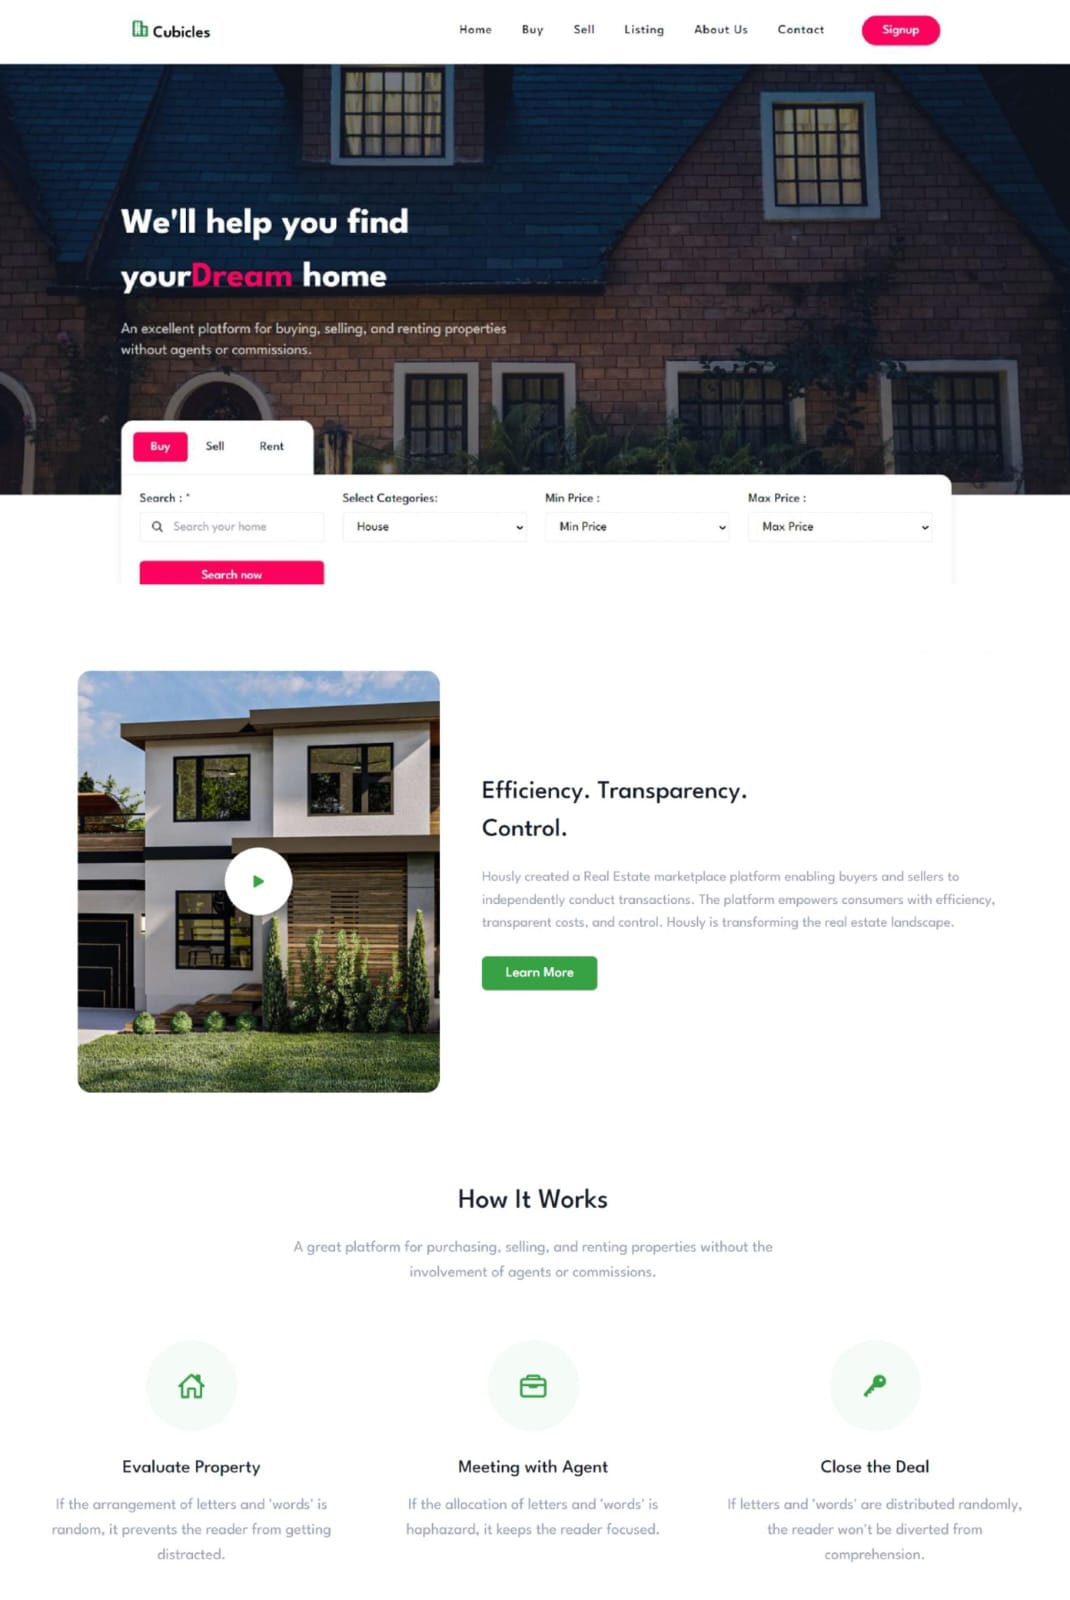 Cubicles
Home Buy Sell Listing About Us Contact Signup
We'll help you find
yourDream home
An excellent platform for buying, selling, and renting properties
without agents or commissions.
Buy Sell Rent
Search : * Select Categories: Min Price : Max Price :
Search your home House Min Price Max Price
Search now
Efficiency. Transparency.
Control.
Hously created a Real Estate marketplace platform enabling buyers and sellers to
independently conduct transactions. The platform empowers consumers with efficiency,
transparent costs, and control. Hously is transforming the real estate landscape.
Learn More
How It Works
A great platform for purchasing, selling, and renting properties without the
involvement of agents or commissions.
Evaluate Property
If the arrangement of letters and 'words' is
random, it prevents the reader from getting
distracted.
Meeting with Agent
If the allocation of letters and 'words' is
haphazard, it keeps the reader focused.
Close the Deal
If letters and 'words' are distributed randomly,
the reader won't be diverted from
comprehension.